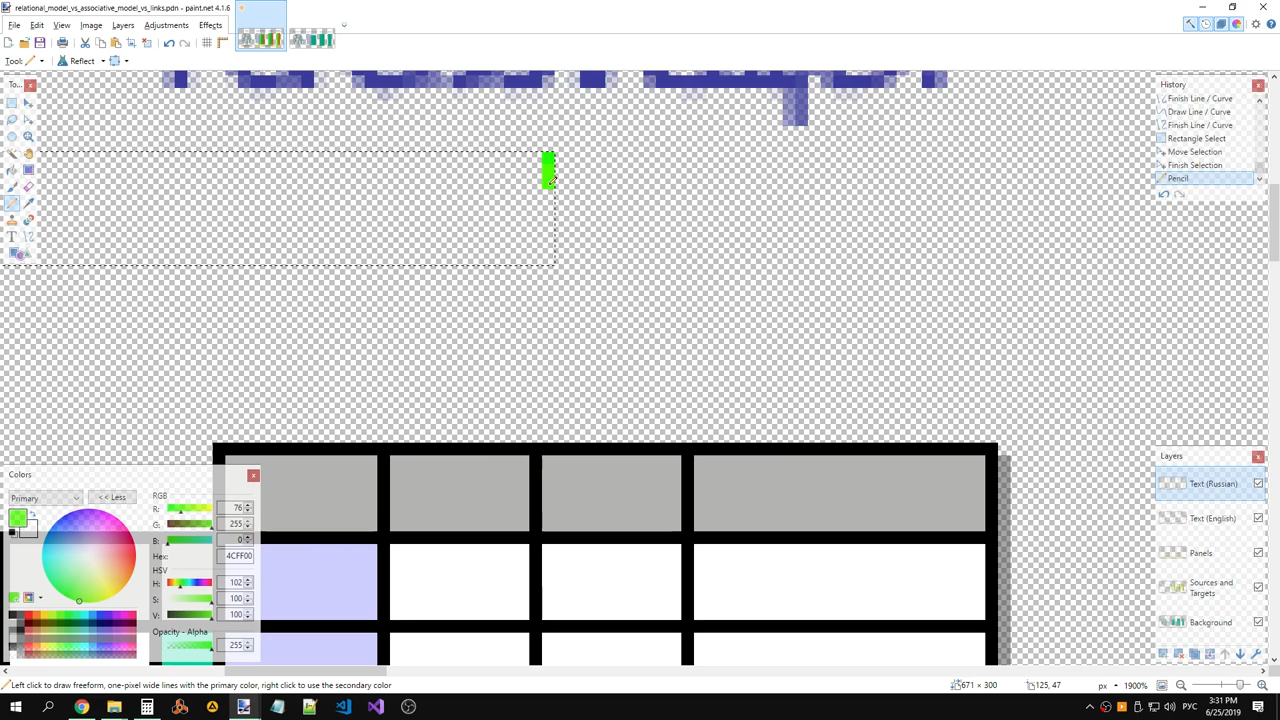 relational_model_vs_associative_model_vs_links.pdn - paint.net 4.1.6
File Edit View Image Layers Adjustments Effects
Tool: Reflect
To... x
History
Finish Line / Curve
Draw Line / Curve
Finish Line / Curve
Rectangle Select
Move Selection
Finish Selection
Pencil
Layers
Text (Russian)
Text (English)
Panels
Sources and
Targets
Background
Colors
Primary
<< Less
RGB
R: 76
G: 255
B: 0
Hex: 4CFF00
HSV
H: 102
S: 100
V: 100
Opacity - Alpha
255
Left click to draw freeform, one-pixel wide lines with the primary color, right click to use the secondary color
671 × 300
125, 47
px
1900%
РУС
3:31 PM
6/25/2019